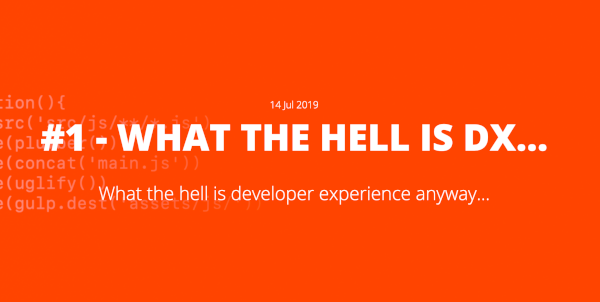 14 Jul 2019
#1 - WHAT THE HELL IS DX...
What the hell is developer experience anyway...
tion(){
src('src/js/**/*.js')
e(plumber())
e(concat('main.js'))
e(uglify())
e(gulp.dest('assets/js/'))